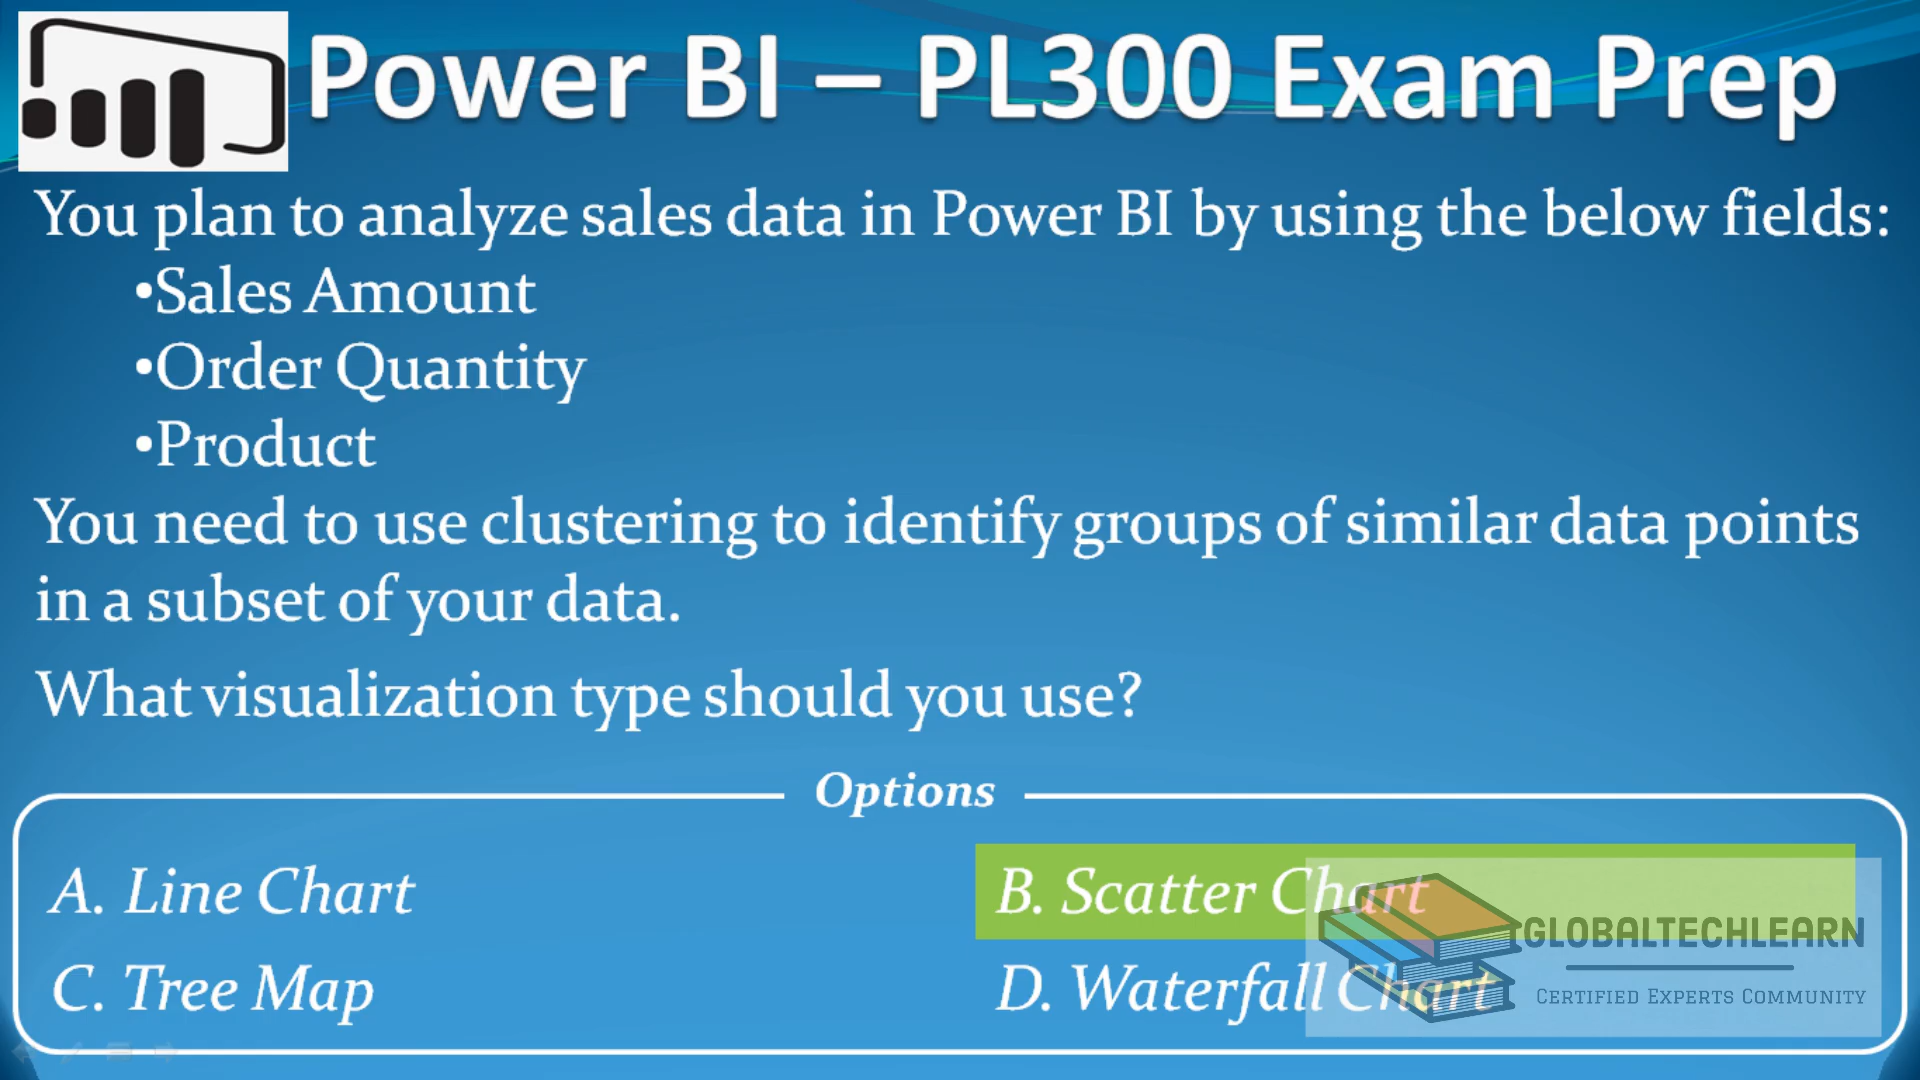 Power BI – PL300 Exam Prep
You plan to analyze sales data in Power BI by using the below fields:
•Sales Amount
•Order Quantity
•Product
You need to use clustering to identify groups of similar data points
in a subset of your data.
What visualization type should you use?
Options
A. Line Chart
B. Scatter Chart
C. Tree Map
D. Waterfall Chart
GLOBALTECHLEARN
CERTIFIED EXPERTS COMMUNITY